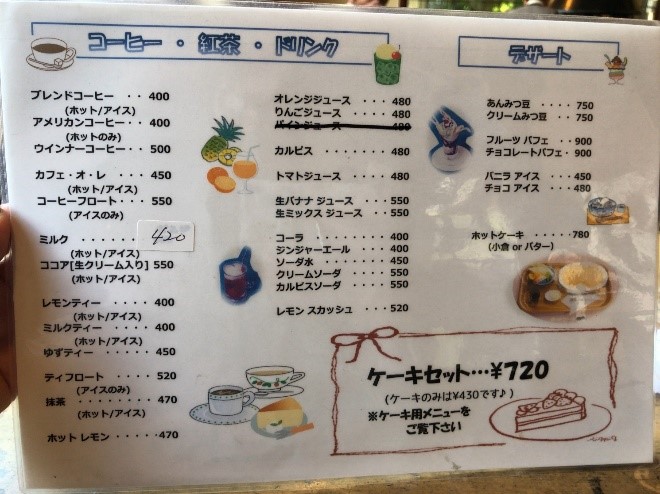 コーヒー ・ 紅茶 ・ ドリンク
ブレンドコーヒー ・・ 400
(ホット/アイス)
アメリカンコーヒー ・・ 400
(ホットのみ)
ウインナーコーヒー ・・ 500
カフェ・オ・レ ・・・ 450
(ホット/アイス)
コーヒーフロート ・・・ 550
(アイスのみ)
ミルク ・・・・・・・ 420
(ホット/アイス)
ココア[生クリーム入り] 550
(ホット/アイス)
レモンティー ・・・・ 400
(ホット/アイス)
ミルクティー ・・・・ 400
(ホット/アイス)
ゆずティー ・・・・・ 450
ティフロート ・・・・ 520
(アイスのみ)
抹茶 ・・・・・・・・ 470
(ホット/アイス)
ホット レモン ・・・・・470
オレンジジュース ・・・ 480
りんごジュース ・・・・ 480
パインジュース ・・・・ 480
カルピス ・・・・・・・ 480
トマトジュース ・・・・ 480
生バナナ ジュース ・・・ 550
生ミックス ジュース ・・ 550
コーラ ・・・・・・・・ 400
ジンジャーエール ・・・ 400
ソーダ水 ・・・・・・・ 450
クリームソーダ ・・・・ 550
カルピスソーダ ・・・・ 550
レモン スカッシュ ・・・ 520
デザート
あんみつ豆 ・・・・ 750
クリームみつ豆 ・・ 750
フルーツ パフェ ・・ 900
チョコレートパフェ・ 900
バニラ アイス ・・・ 450
チョコ アイス ・・・ 480
ホットケーキ ・・・・・780
(小倉 or バター)
ケーキセット…¥720
(ケーキのみは¥430です♪)
※ケーキ用メニューを
ご覧下さい